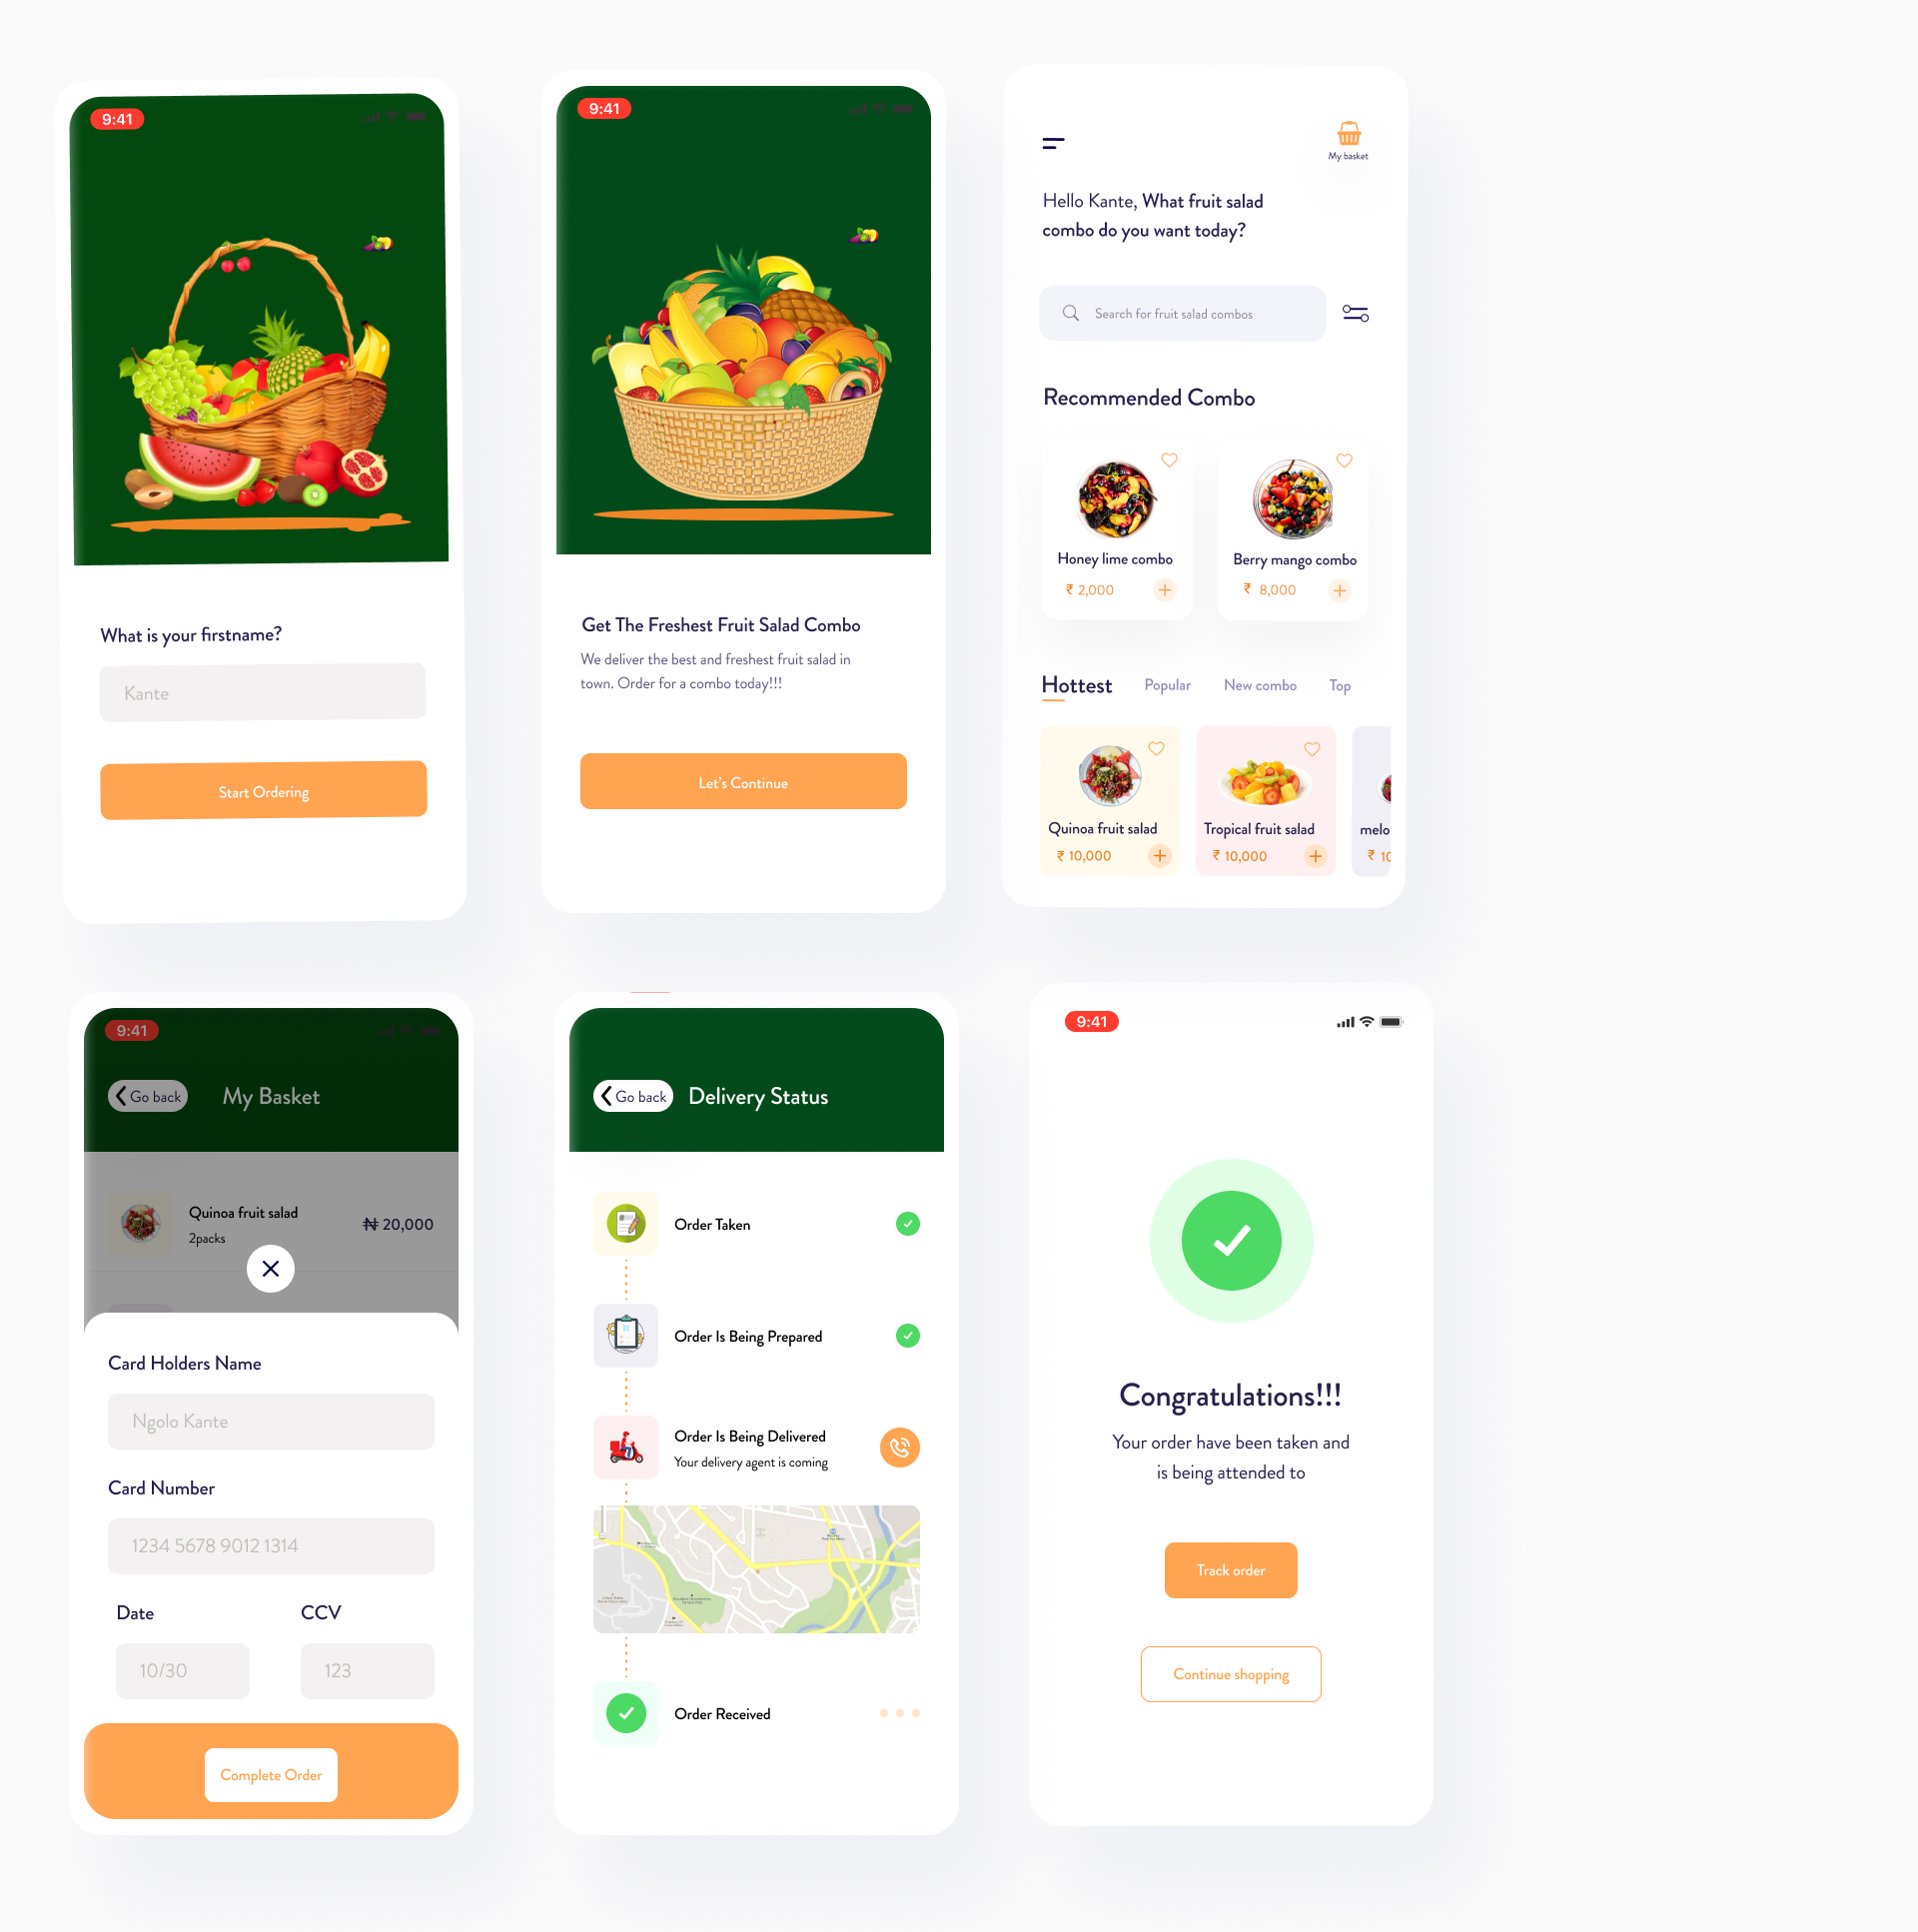 9:41
What is your firstname?
Kante
Start Ordering
9:41
Get The Freshest Fruit Salad Combo
We deliver the best and freshest fruit salad in
town. Order for a combo today!!!
Let's Continue
My basket
Hello Kante, What fruit salad
combo do you want today?
Search for fruit salad combos
Recommended Combo
Honey lime combo
₹ 2,000
Berry mango combo
₹ 8,000
Hottest Popular New combo Top
Quinoa fruit salad
₹ 10,000
Tropical fruit salad
₹ 10,000
melo
₹ 10
9:41
Go back
My Basket
Quinoa fruit salad
2packs
₦ 20,000
Card Holders Name
Ngolo Kante
Card Number
1234 5678 9012 1314
Date
CCV
10/30
123
Complete Order
Go back
Delivery Status
Order Taken
Order Is Being Prepared
Order Is Being Delivered
Your delivery agent is coming
Order Received
9:41
Congratulations!!!
Your order have been taken and
is being attended to
Track order
Continue shopping